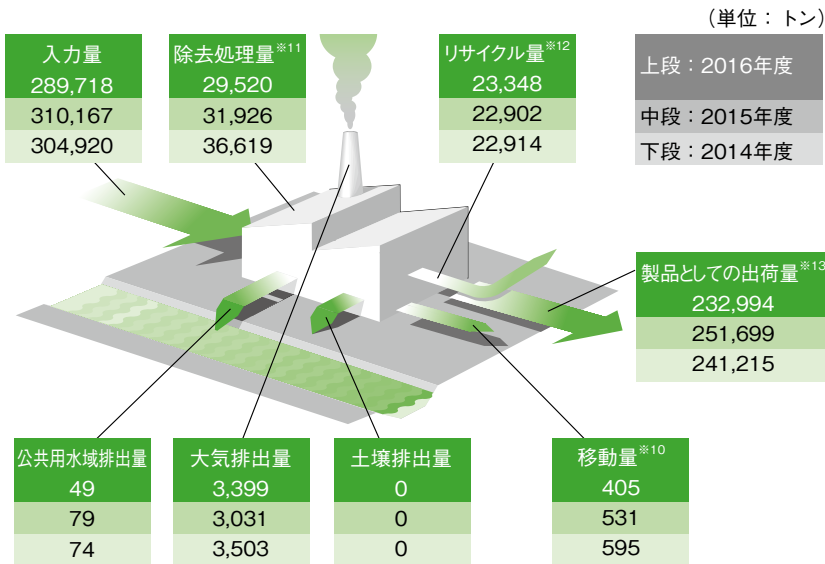 （単位：トン）
入力量
289,718
310,167
304,920
除去処理量※11
29,520
31,926
36,619
リサイクル量※12
23,348
22,902
22,914
上段：2016年度
中段：2015年度
下段：2014年度
製品としての出荷量※13
232,994
251,699
241,215
公共用水域排出量
49
79
74
大気排出量
3,399
3,031
3,503
土壌排出量
0
0
0
移動量※10
405
531
595